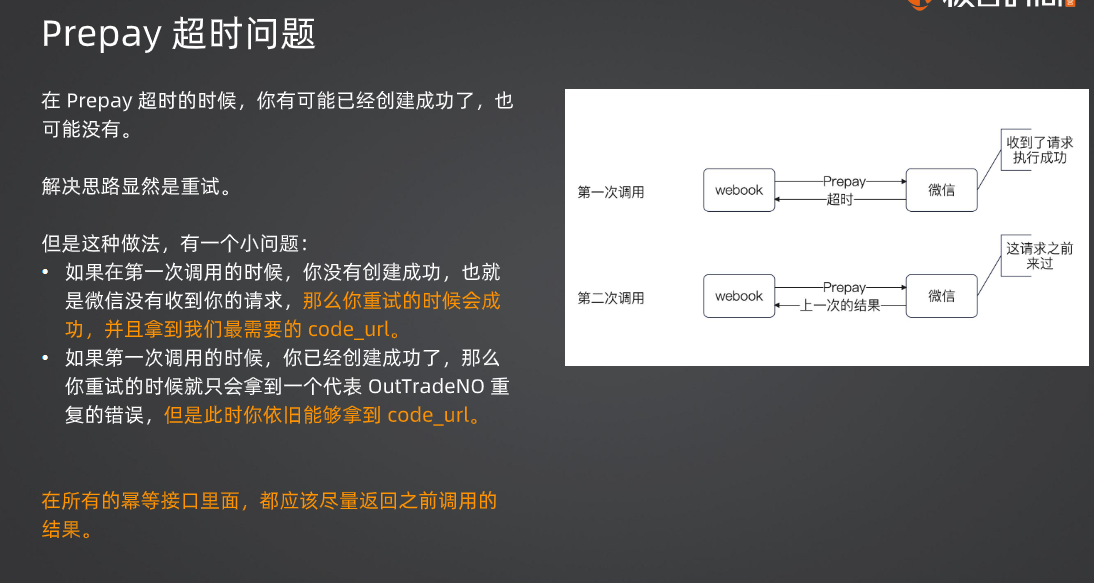 Prepay 超时问题
在 Prepay 超时的时候，你有可能已经创建成功了，也
可能没有。
解决思路显然是重试。
但是这种做法，有一个小问题：
• 如果在第一次调用的时候，你没有创建成功，也就
是微信没有收到你的请求，那么你重试的时候会成
功，并且拿到我们最需要的 code_url。
• 如果第一次调用的时候，你已经创建成功了，那么
你重试的时候就只会拿到一个代表 OutTradeNO 重
复的错误，但是此时你依旧能够拿到 code_url。
在所有的幂等接口里面，都应该尽量返回之前调用的
结果。
收到了请求
执行成功
第一次调用
webook
Prepay
超时
微信
这请求之前
来过
第二次调用
webook
Prepay
上一次的结果
微信